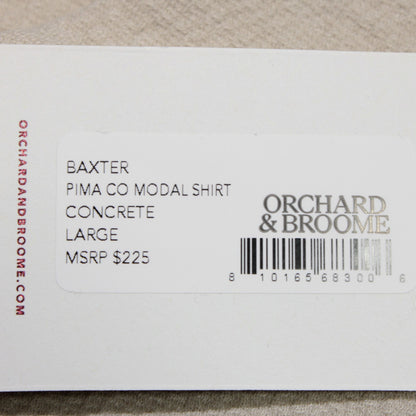 ORCHARDANDBROOME.COM
BAXTER
PIMA CO MODAL SHIRT
CONCRETE
LARGE
MSRP $225
ORCHARD
& BROOME
8 10165 68300 6